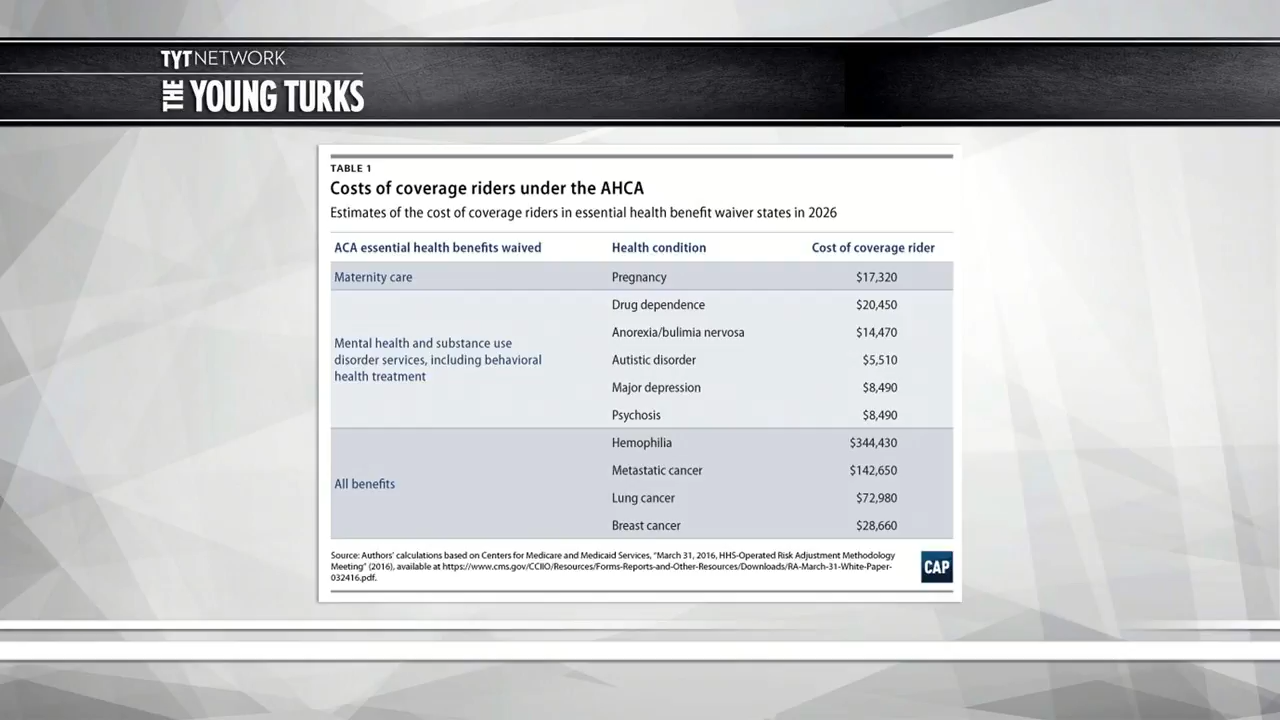 TYT NETWORK
THE YOUNG TURKS
TABLE 1
Costs of coverage riders under the AHCA
Estimates of the cost of coverage riders in essential health benefit waiver states in 2026
ACA essential health benefits waived Health condition Cost of coverage rider
Maternity care Pregnancy $17,320
Drug dependence $20,450
Anorexia/bulimia nervosa $14,470
Mental health and substance use
disorder services, including behavioral
health treatment
Autistic disorder $5,510
Major depression $8,490
Psychosis $8,490
Hemophilia $344,430
Metastatic cancer $142,650
All benefits
Lung cancer $72,980
Breast cancer $28,660
Source: Authors' calculations based on Centers for Medicare and Medicaid Services, "March 31, 2016, HHS-Operated Risk Adjustment Methodology
Meeting" (2016), available at https://www.cms.gov/CCIIO/Resources/Forms-Reports-and-Other-Resources/Downloads/RA-March-31-White-Paper-
032416.pdf.
CAP